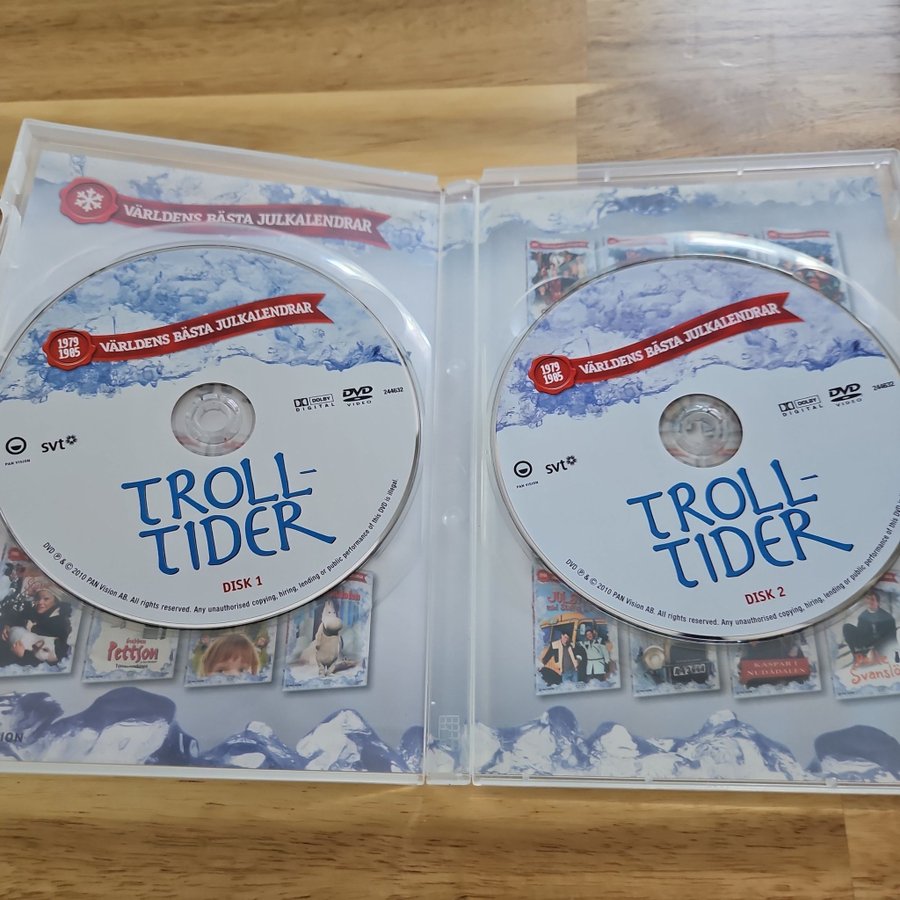 VÄRLDENS BÄSTA JULKALENDRAR
1979
1985
VÄRLDENS BÄSTA JULKALENDRAR
DOLBY
DIGITAL
DVD
VIDEO
244632
PAN VISION
svt
TROLL-
TIDER
DISK 1
DVD ℗ & © 2010 PAN Vision AB. All rights reserved. Any unauthorised copying, hiring, lending or public performance of this DVD is illegal.
Pettson
ION
1979
1985
VÄRLDENS BÄSTA JULKALENDRAR
DOLBY
DIGITAL
DVD
VIDEO
244632
PAN VISION
svt
TROLL-
TIDER
DISK 2
DVD ℗ & © 2010 PAN Vision AB. All rights reserved. Any unauthorised copying, hiring, lending or public performance of this DVD
KASPAR I
NUDÅDALEN